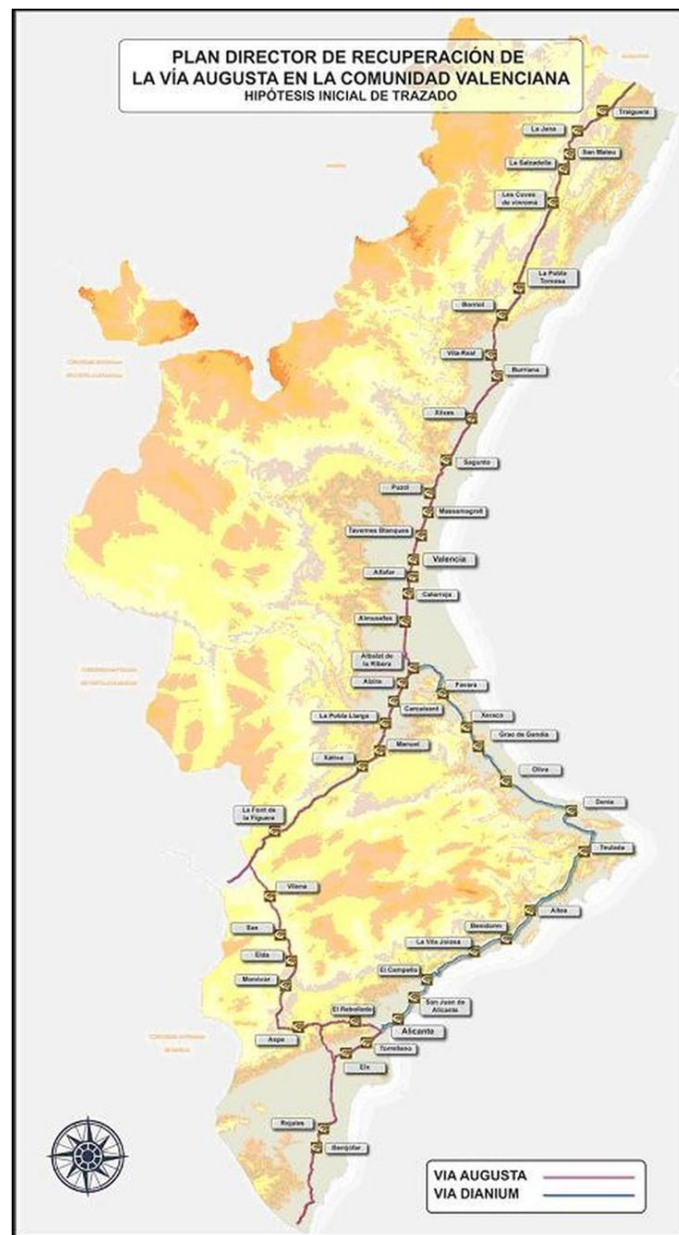 PLAN DIRECTOR DE RECUPERACIÓN DE
LA VÍA AUGUSTA EN LA COMUNIDAD VALENCIANA
HIPÓTESIS INICIAL DE TRAZADO
Traiguera
La Jana
San Mateu
La Salzadella
Les Coves
de vinromá
La Pobla
Tornesa
Borriol
Vila-Real
Burriana
Xilxes
Sagunto
Puzol
Massamagrell
Tavernes Blanques
Valencia
Alfafar
Catarroja
Almussafes
Albalat de
la Ribera
Alzira
Favara
Carcaixent
Xeraco
La Pobla Llarga
Grao de Gandia
Manuel
Xativa
Oliva
Denia
La Font de
la Figuera
Teulada
Villena
Altea
Sax
Benidorm
La Vila Joiosa
Elda
El Campello
Monóvar
San Juan de
Alicante
El Rebolledo
Aspe
Alicante
Torrellano
Elx
Rojales
Benijófar
VIA AUGUSTA
VIA DIANIUM